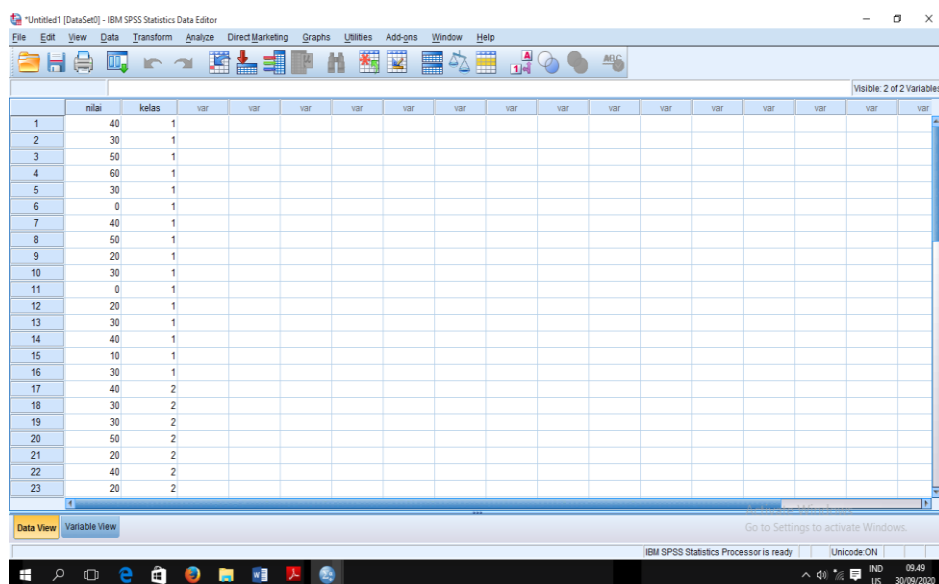 *Untitled1 [DataSet0] - IBM SPSS Statistics Data Editor
File Edit View Data Transform Analyze Direct Marketing Graphs Utilities Add-ons Window Help
Visible: 2 of 2 Variables
nilai kelas var var var var var var var var var var var var var var
1 40 1
2 30 1
3 50 1
4 60 1
5 30 1
6 0 1
7 40 1
8 50 1
9 20 1
10 30 1
11 0 1
12 20 1
13 30 1
14 40 1
15 10 1
16 30 1
17 40 2
18 30 2
19 30 2
20 50 2
21 20 2
22 40 2
23 20 2
Data View Variable View
Go to Settings to activate Windows.
IBM SPSS Statistics Processor is ready Unicode:ON
IND 09.49
US 30/09/2020